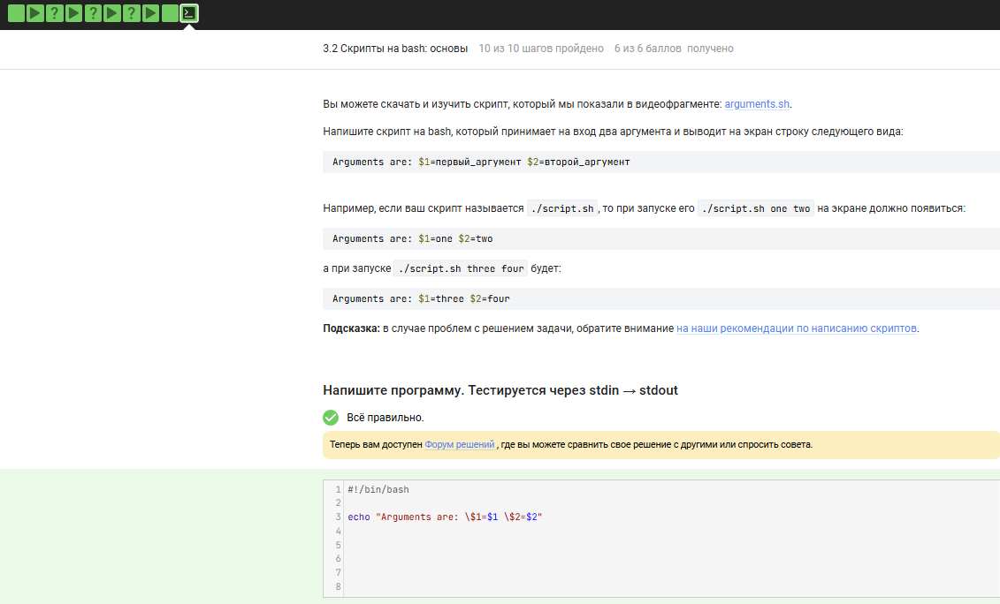 ? ? ?
3.2 Скрипты на bash: основы 10 из 10 шагов пройдено 6 из 6 баллов получено
Вы можете скачать и изучить скрипт, который мы показали в видеофрагменте: arguments.sh.
Напишите скрипт на bash, который принимает на вход два аргумента и выводит на экран строку следующего вида:
Arguments are: $1=первый_аргумент $2=второй_аргумент
Например, если ваш скрипт называется ./script.sh, то при запуске его ./script.sh one two на экране должно появиться:
Arguments are: $1=one $2=two
а при запуске ./script.sh three four будет:
Arguments are: $1=three $2=four
Подсказка: в случае проблем с решением задачи, обратите внимание на наши рекомендации по написанию скриптов.
Напишите программу. Тестируется через stdin → stdout
Всё правильно.
Теперь вам доступен Форум решений , где вы можете сравнить свое решение с другими или спросить совета.
1 #!/bin/bash
2
3 echo "Arguments are: \$1=$1 \$2=$2"
4
5
6
7
8